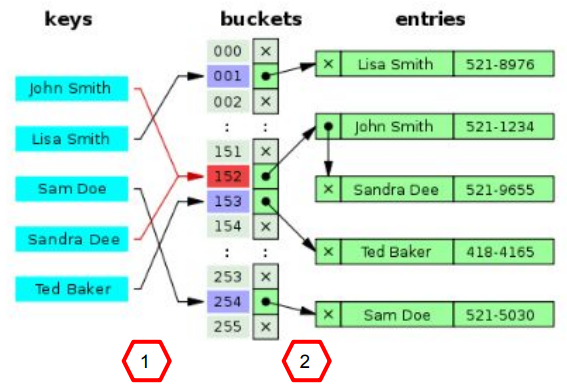 keys buckets entries
John Smith
Lisa Smith
Sam Doe
Sandra Dee
Ted Baker
000 ×
001
002 ×
: :
151 ×
152
153
154 ×
: :
253 ×
254
255 ×
× Lisa Smith 521-8976
John Smith 521-1234
× Sandra Dee 521-9655
× Ted Baker 418-4165
× Sam Doe 521-5030
1 2